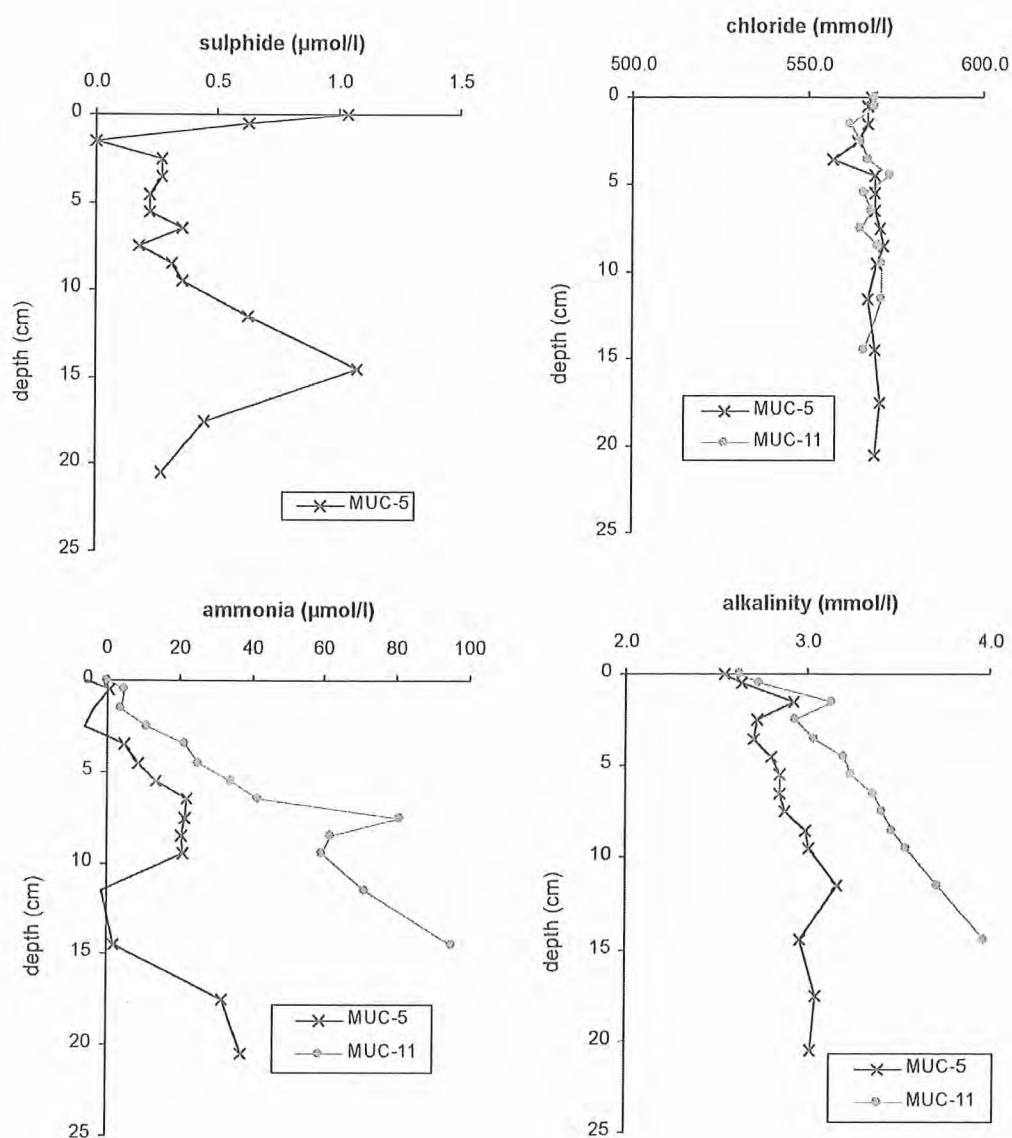 sulphide (µmol/l)
0.0 0.5 1.0 1.5
0
5
10
15
20
25
depth (cm)
MUC-5
chloride (mmol/l)
500.0 550.0 600.0
0
5
10
15
20
25
depth (cm)
MUC-5
MUC-11
ammonia (µmol/l)
0 20 40 60 80 100
0
5
10
15
20
depth (cm)
MUC-5
MUC-11
alkalinity (mmol/l)
2.0 3.0 4.0
0
5
10
15
20
25
depth (cm)
MUC-5
MUC-11